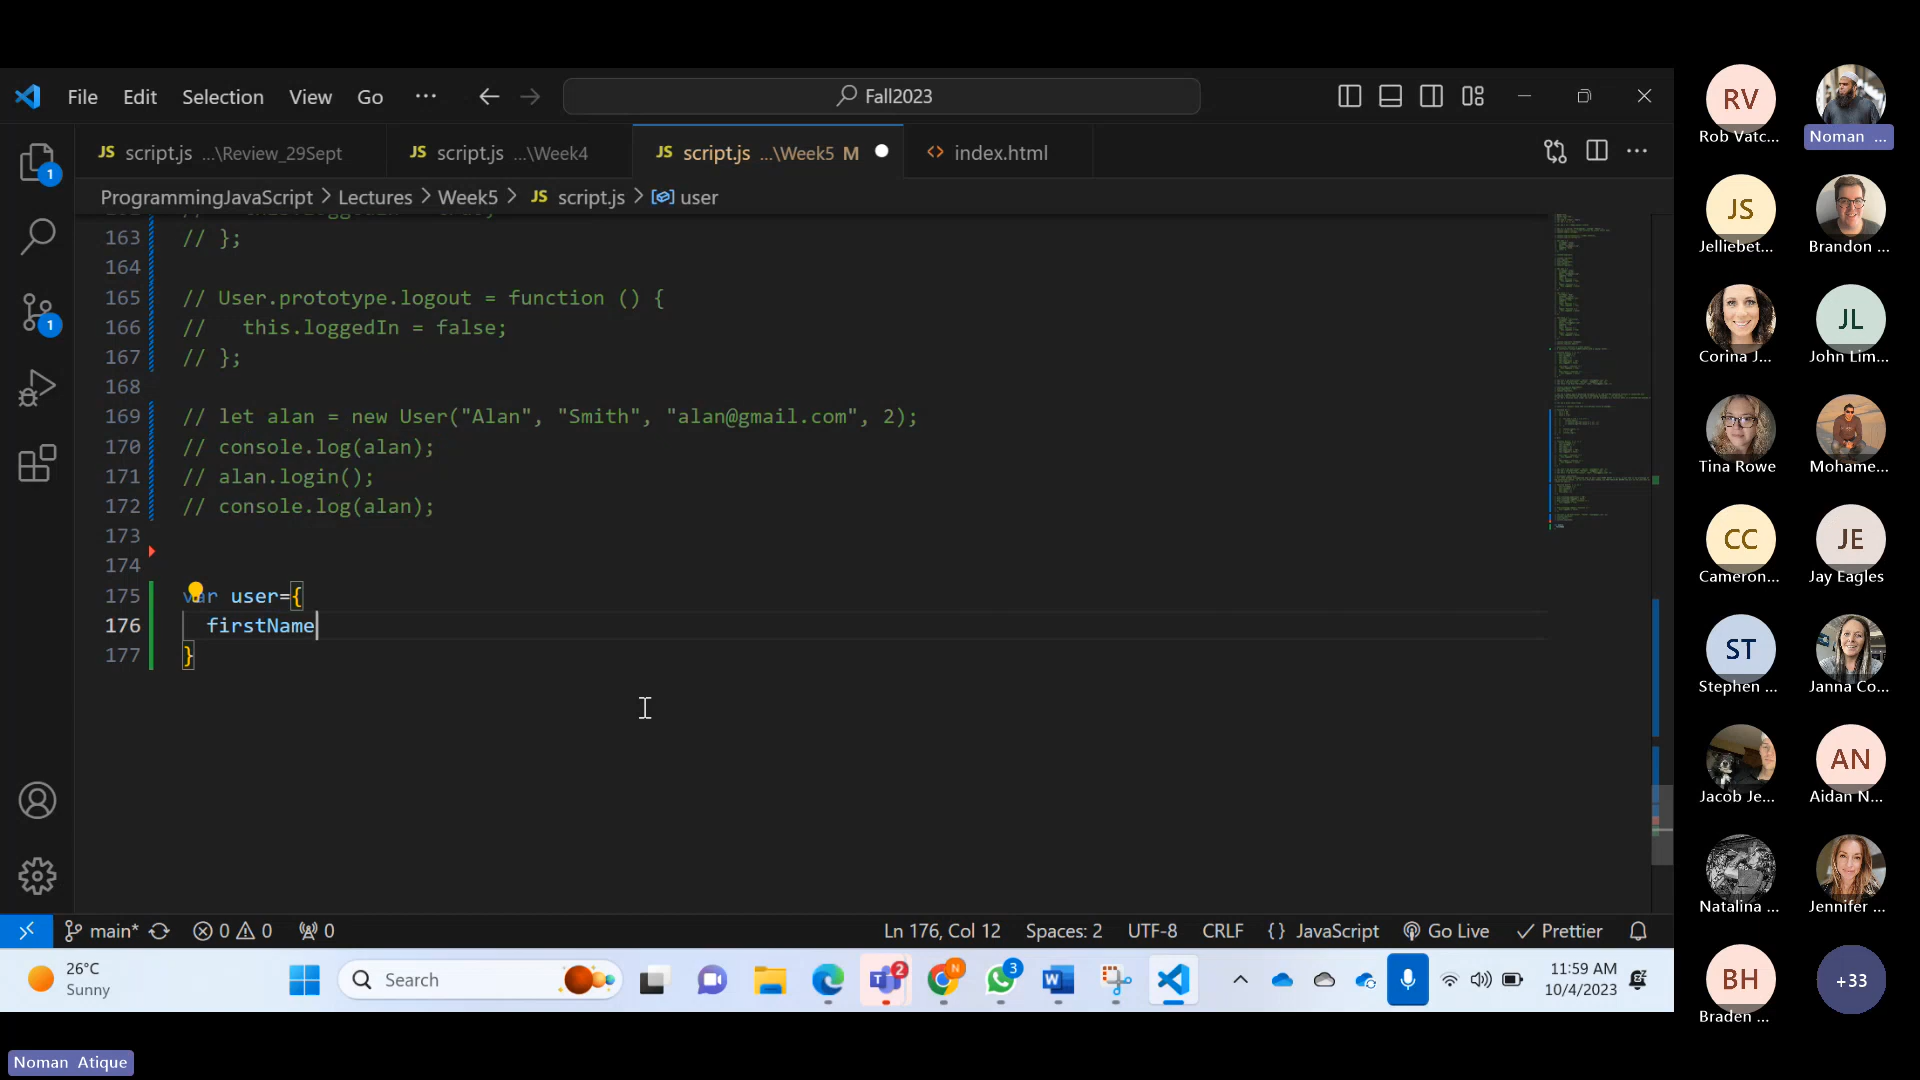 File Edit Selection View Go ··· Fall2023
script.js ...\Review_29Sept script.js ...\Week4 script.js ...\Week5 M index.html
ProgrammingJavaScript > Lectures > Week5 > JS script.js > user
163 // };
164
165 // User.prototype.logout = function () {
166 //   this.loggedIn = false;
167 // };
168
169 // let alan = new User("Alan", "Smith", "alan@gmail.com", 2);
170 // console.log(alan);
171 // alan.login();
172 // console.log(alan);
173
174
175 var user={
176   firstName
177 }
main* 0 0 0 Ln 176, Col 12 Spaces: 2 UTF-8 CRLF {} JavaScript Go Live Prettier
26°C
Sunny
Search
2
3
11:59 AM
10/4/2023
1
1
RV
Rob Vatc...
Noman ...
JS
Jelliebet...
Brandon ...
Corina J...
JL
John Lim...
Tina Rowe
Mohame...
CC
Cameron...
JE
Jay Eagles
ST
Stephen ...
Janna Co...
Jacob Je...
AN
Aidan N...
Natalina ...
Jennifer ...
BH
Braden ...
+33
Noman Atique